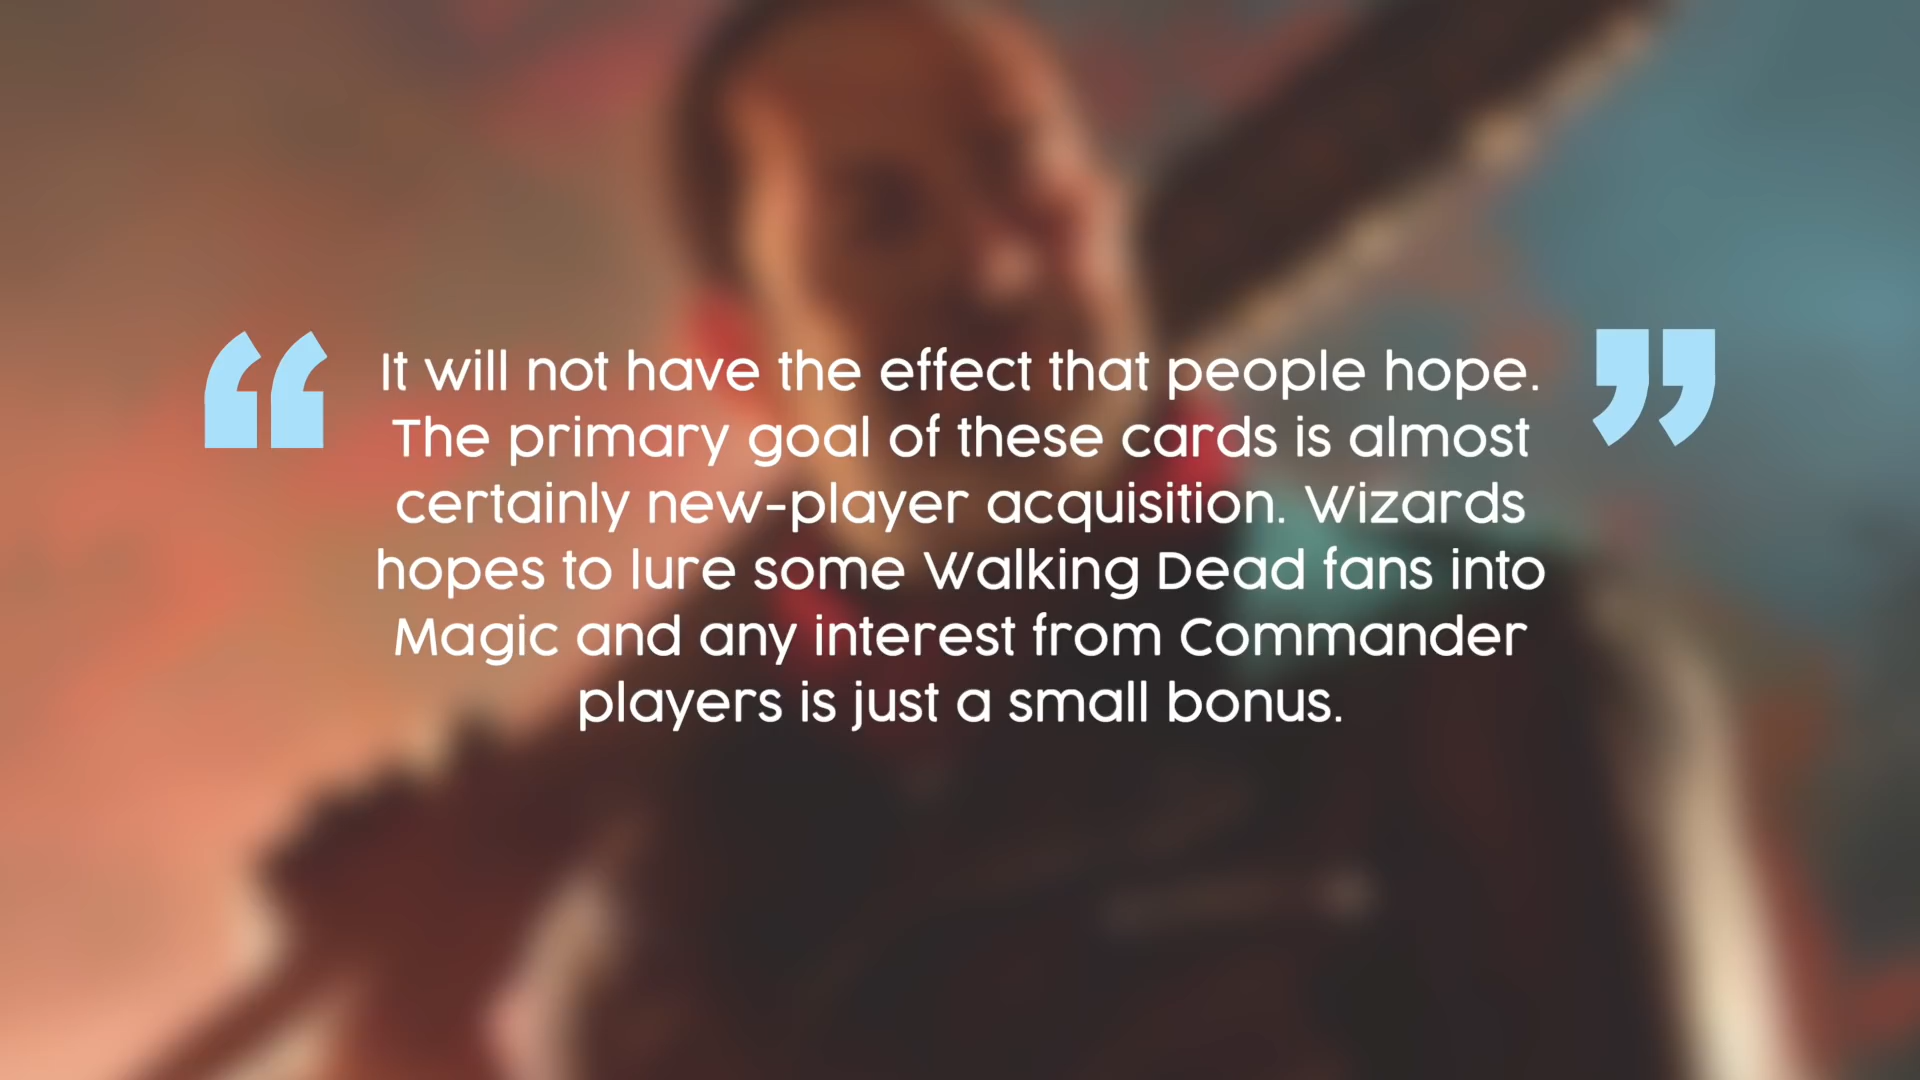 “ It will not have the effect that people hope. ”
The primary goal of these cards is almost
certainly new-player acquisition. Wizards
hopes to lure some Walking Dead fans into
Magic and any interest from Commander
players is just a small bonus.